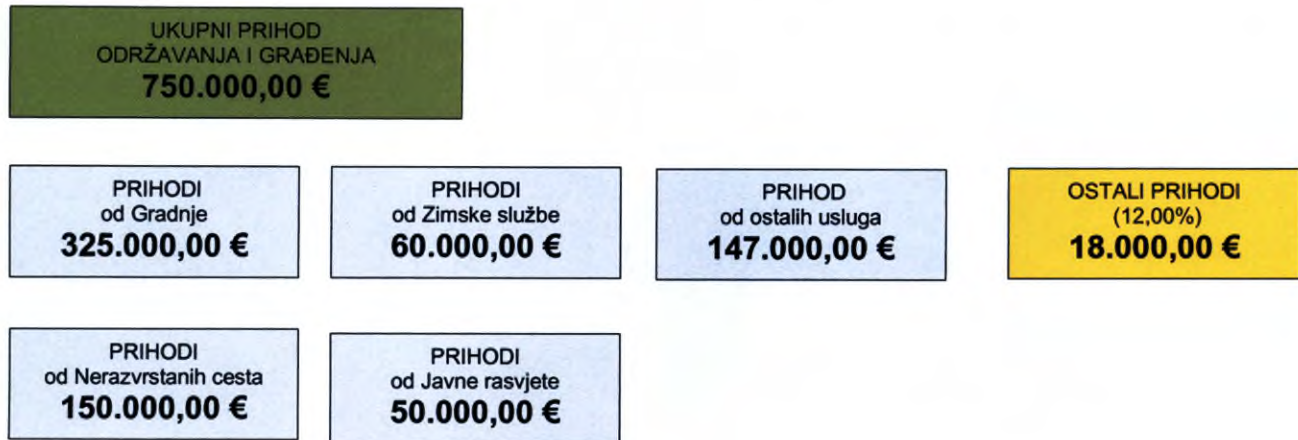 UKUPNI PRIHOD
ODRŽAVANJA I GRAĐENJA
750.000,00 €
PRIHODI
od Gradnje
325.000,00 €
PRIHODI
od Zimske službe
60.000,00 €
PRIHOD
od ostalih usluga
147.000,00 €
OSTALI PRIHODI
(12,00%)
18.000,00 €
PRIHODI
od Nerazvrstanih cesta
150.000,00 €
PRIHODI
od Javne rasvjete
50.000,00 €